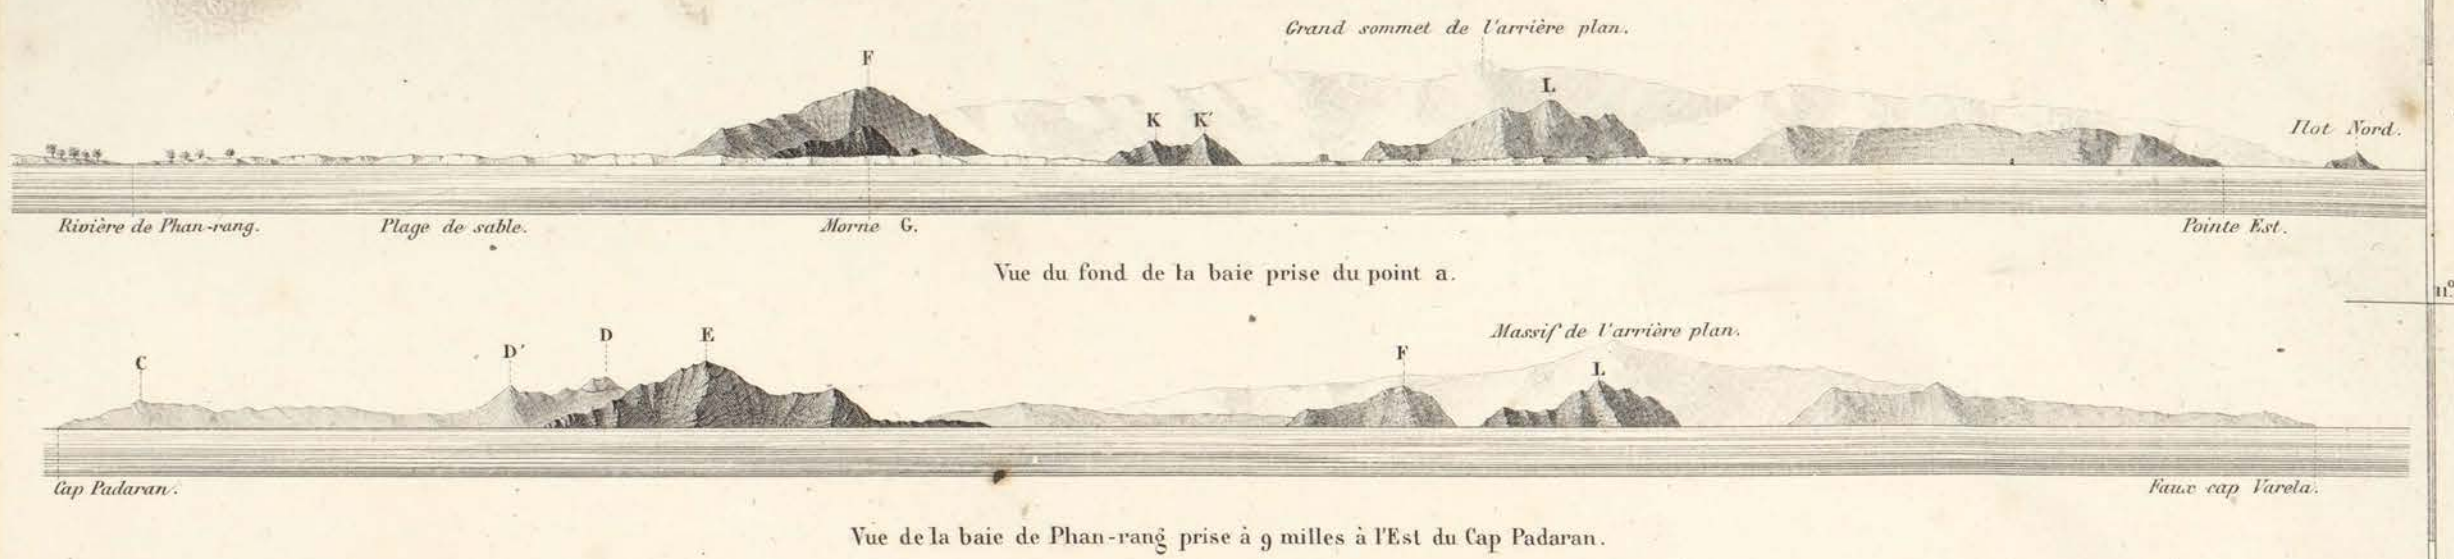 Grand sommet de l'arrière plan.
F
L
K K'
Ilot Nord.
Rivière de Phan-rang. Plage de sable. Morne G. Pointe Est.
Vue du fond de la baie prise du point a.
11°
Massif de l'arrière plan.
C D' D E F L
Cap Padaran. Faux cap Varela.
Vue de la baie de Phan-rang prise à 9 milles à l'Est du Cap Padaran.